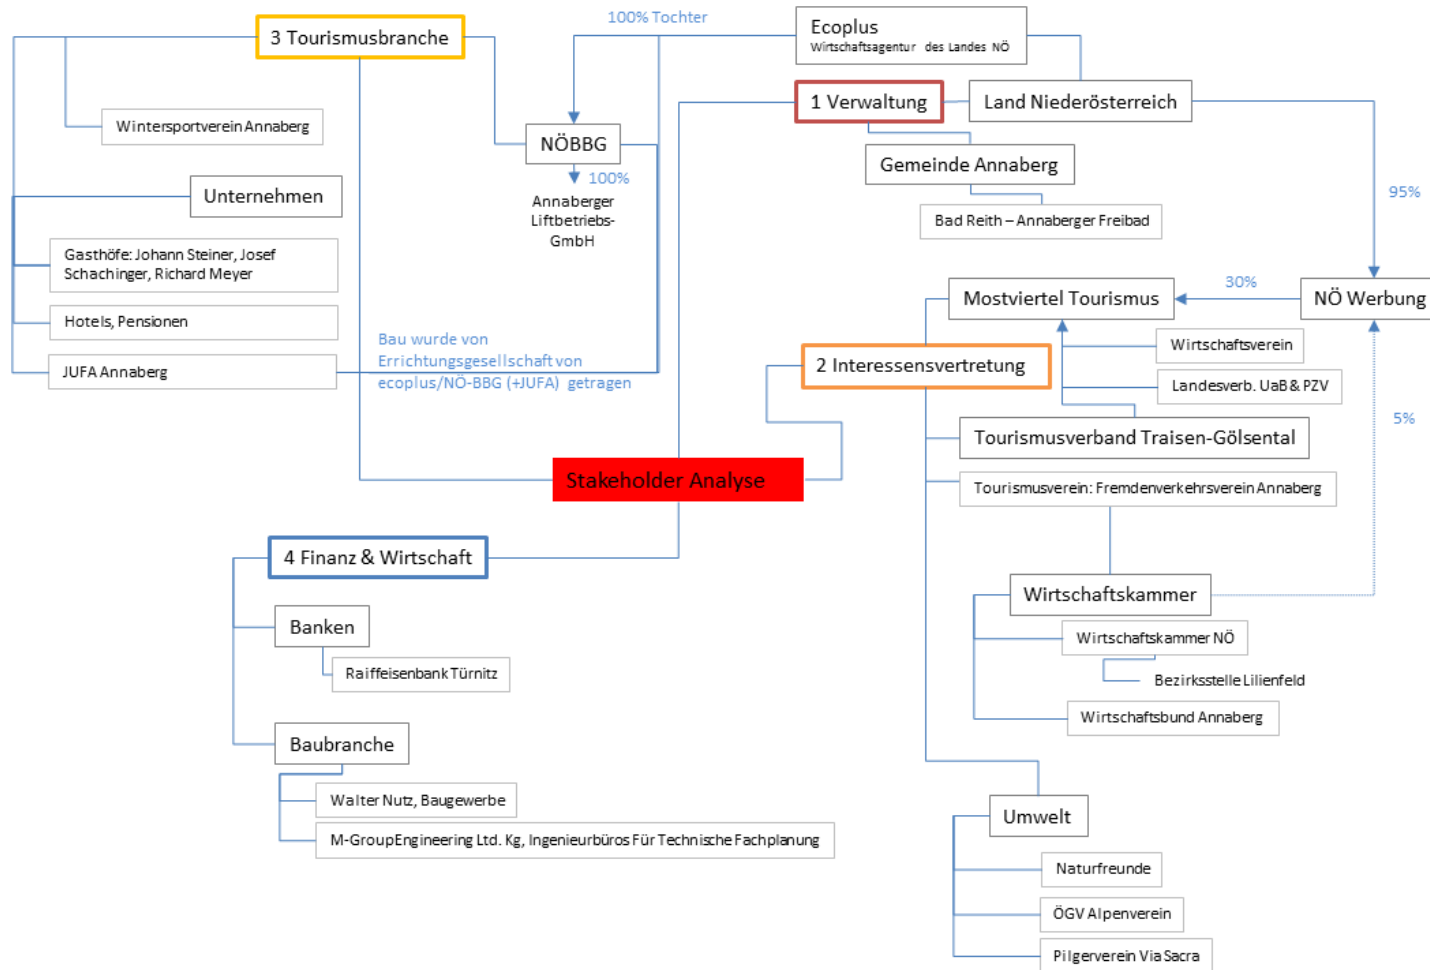 100% Tochter
Ecoplus
Wirtschaftsagentur des Landes NÖ
3 Tourismusbranche
1 Verwaltung
Land Niederösterreich
Wintersportverein Annaberg
NÖBBG
Gemeinde Annaberg
100%
95%
Unternehmen
Annaberger
Liftbetriebs-
GmbH
Bad Reith – Annaberger Freibad
Gasthöfe: Johann Steiner, Josef
Schachinger, Richard Meyer
Mostviertel Tourismus
30%
NÖ Werbung
Hotels, Pensionen
Bau wurde von
Errichtungsgesellschaft von
ecoplus/NÖ-BBG (+JUFA) getragen
Wirtschaftsverein
JUFA Annaberg
2 Interessensvertretung
Landesverb. UaB & PZV
5%
Tourismusverband Traisen-Gölsental
Stakeholder Analyse
Tourismusverein: Fremdenverkehrsverein Annaberg
4 Finanz & Wirtschaft
Wirtschaftskammer
Banken
Wirtschaftskammer NÖ
Raiffeisenbank Türnitz
Bezirksstelle Lilienfeld
Wirtschaftsbund Annaberg
Baubranche
Walter Nutz, Baugewerbe
M-GroupEngineering Ltd. Kg, Ingenieurbüros Für Technische Fachplanung
Umwelt
Naturfreunde
ÖGV Alpenverein
Pilgerverein Via Sacra